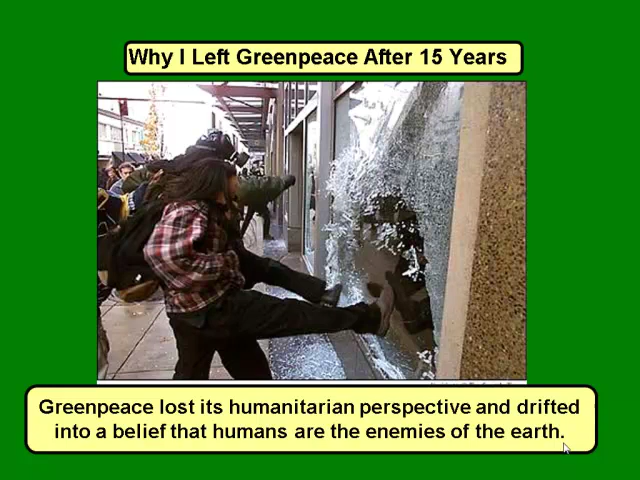 Why I Left Greenpeace After 15 Years
Greenpeace lost its humanitarian perspective and drifted
into a belief that humans are the enemies of the earth.